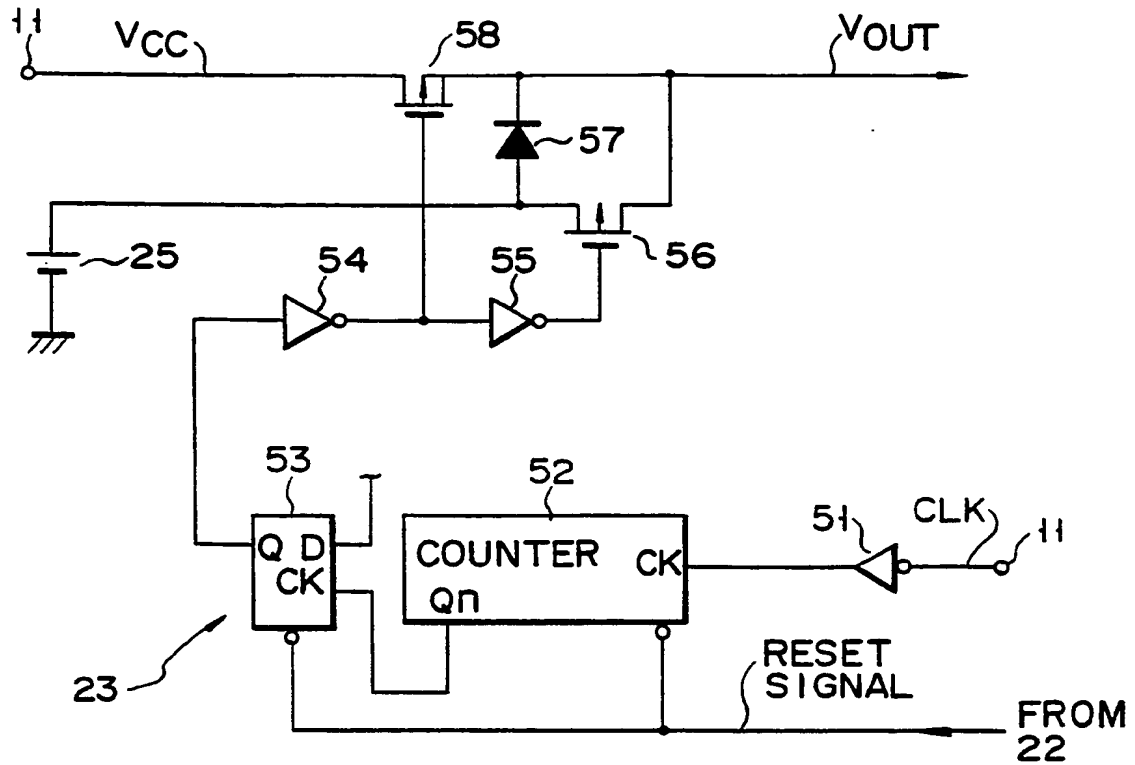 11
VCC
58
VOUT
57
25
54
55
56
53
52
51
CLK
11
Q D
CK
COUNTER
CK
Qn
23
RESET
SIGNAL
FROM
22